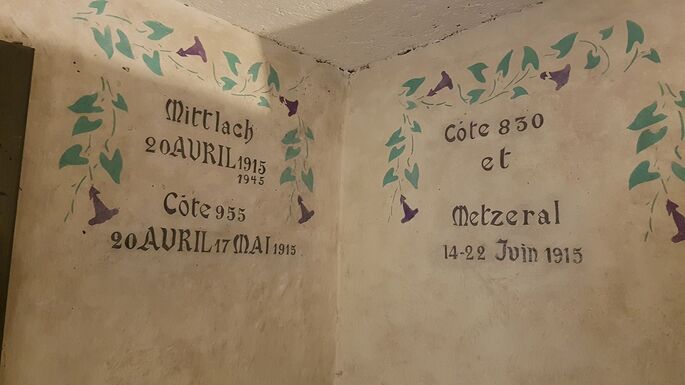 Mittlach
20 AVRIL 1915
1945
Côte 955
20 AVRIL 17 MAI 1915
Côte 830
et
Metzeral
14-22 Juin 1915